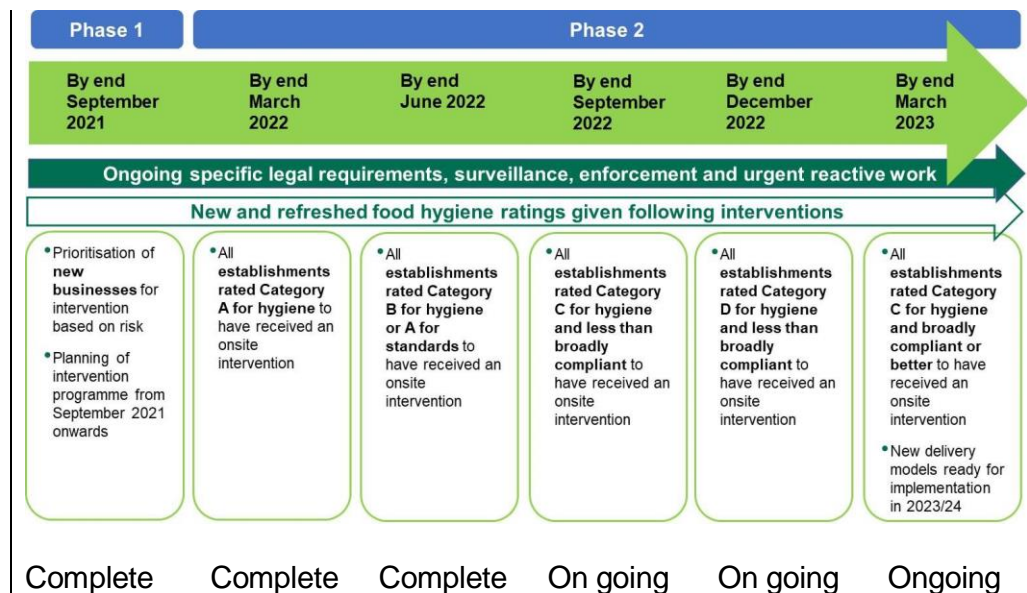 Phase 1
Phase 2
By end
September
2021
By end
March
2022
By end
June 2022
By end
September
2022
By end
December
2022
By end
March
2023
Ongoing specific legal requirements, surveillance, enforcement and urgent reactive work
New and refreshed food hygiene ratings given following interventions
•Prioritisation of
new
businesses for
intervention
based on risk
•Planning of
intervention
programme from
September 2021
onwards
•All
establishments
rated Category
A for hygiene to
have received an
onsite
intervention
•All
establishments
rated Category
B for hygiene
or A for
standards to
have received an
onsite
intervention
•All
establishments
rated Category
C for hygiene
and less than
broadly
compliant to
have received an
onsite
intervention
•All
establishments
rated Category
D for hygiene
and less than
broadly
compliant to
have received an
onsite
intervention
•All
establishments
rated Category
C for hygiene
and broadly
compliant or
better to have
received an
onsite
intervention
•New delivery
models ready for
implementation
in 2023/24
Complete Complete Complete On going On going Ongoing